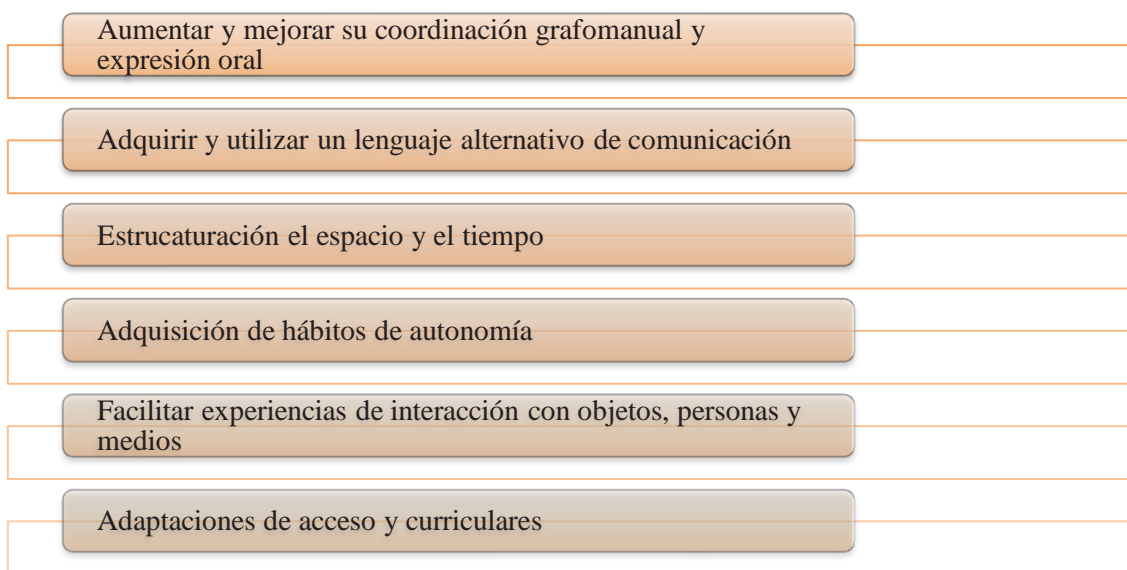 Aumentar y mejorar su coordinación grafomanual y
expresión oral
Adquirir y utilizar un lenguaje alternativo de comunicación
Estrucaturación el espacio y el tiempo
Adquisición de hábitos de autonomía
Facilitar experiencias de interacción con objetos, personas y
medios
Adaptaciones de acceso y curriculares